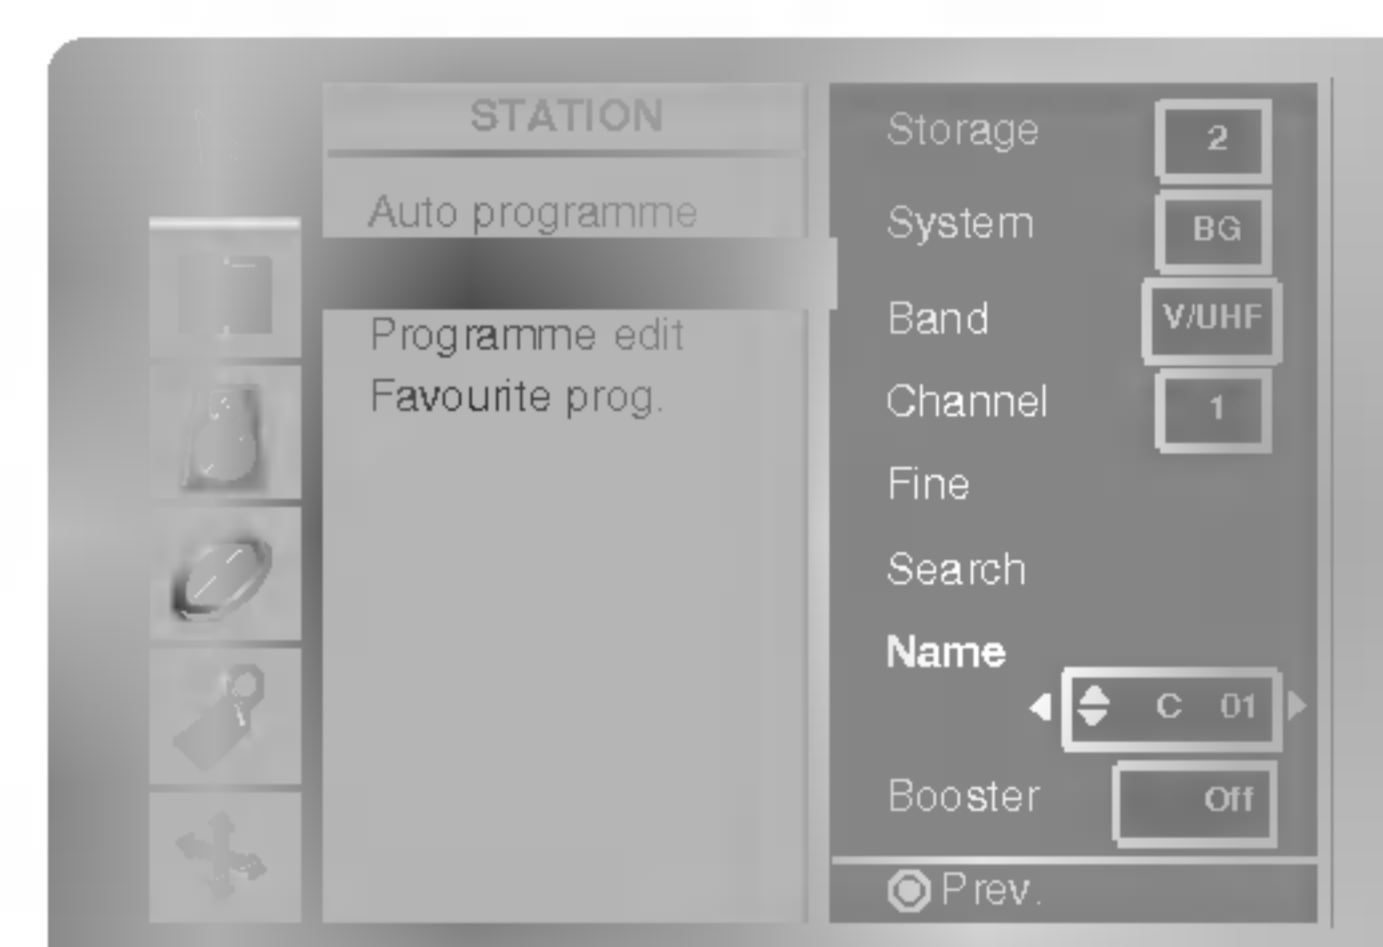 STATION
Auto programme
Programme edit
Favourite prog.
Storage 2
System BG
Band V/UHF
Channel 1
Fine
Search
Name
C 01
Booster Off
Prev.